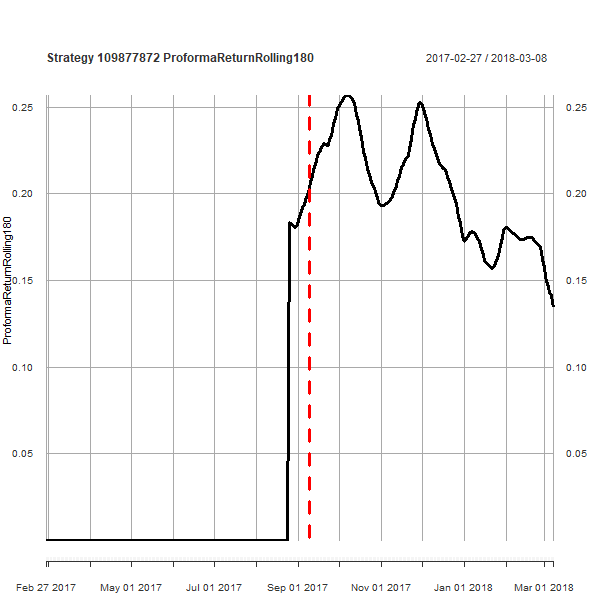 Strategy 109877872 ProformaReturnRolling180
2017-02-27 / 2018-03-08
0.25 0.25
0.20 0.20
0.15 0.15
0.10 0.10
0.05 0.05
ProformaReturnRolling180
Feb 27 2017 May 01 2017 Jul 01 2017 Sep 01 2017 Nov 01 2017 Jan 01 2018 Mar 01 2018